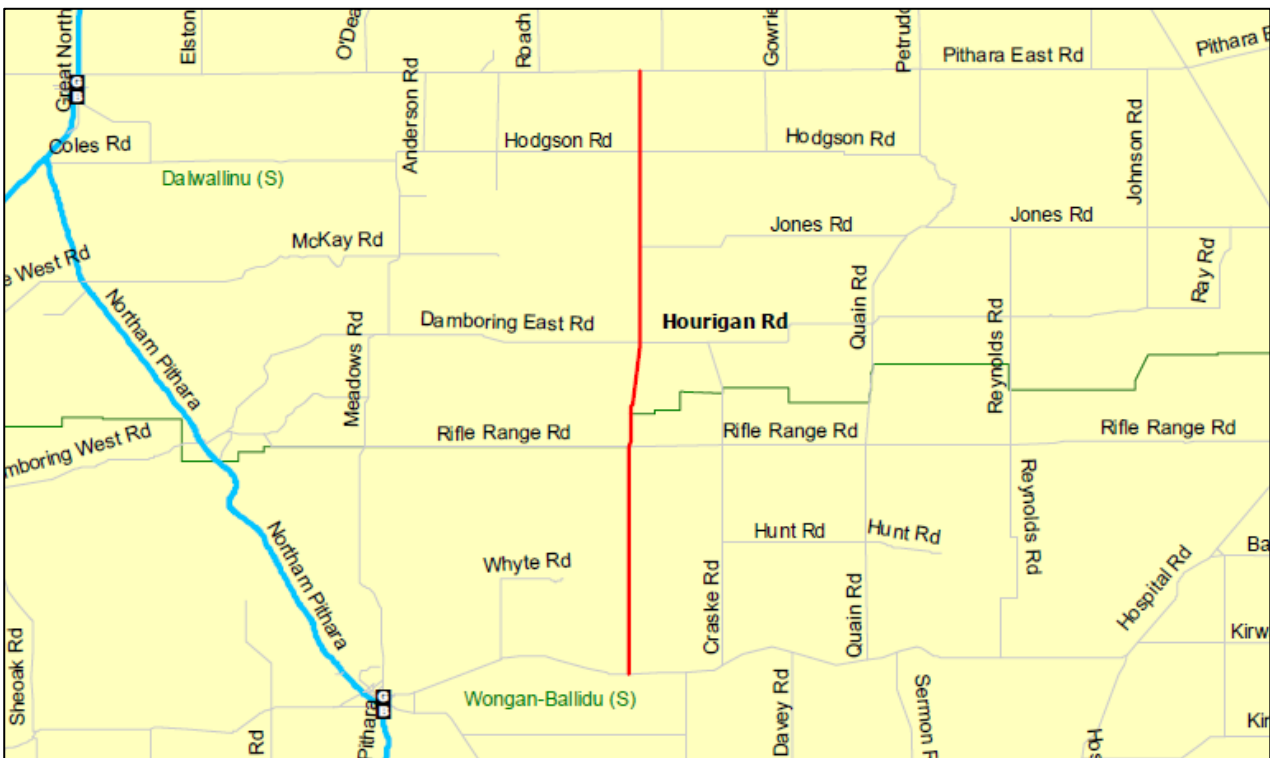 Great North
Elston
O'Dea
Roach
Gowrie
Petrudo
Pithara East Rd
Pithara E
Anderson Rd
Johnson Rd
Coles Rd
Hodgson Rd
Hodgson Rd
Dalwallinu (S)
McKay Rd
Jones Rd
Jones Rd
e West Rd
Ray Rd
Northam Pithara
Meadows Rd
Damboring East Rd
Hourigan Rd
Quain Rd
Reynolds Rd
mboring West Rd
Rifle Range Rd
Rifle Range Rd
Rifle Range Rd
Northam Pithara
Whyte Rd
Hunt Rd
Hunt Rd
Reynolds Rd
Craske Rd
Quain Rd
Hospital Rd
Ba
Kirw
Sheoak Rd
Wongan-Ballidu (S)
Rd
Pithara
Davey Rd
Sermon R
Hos
Kir